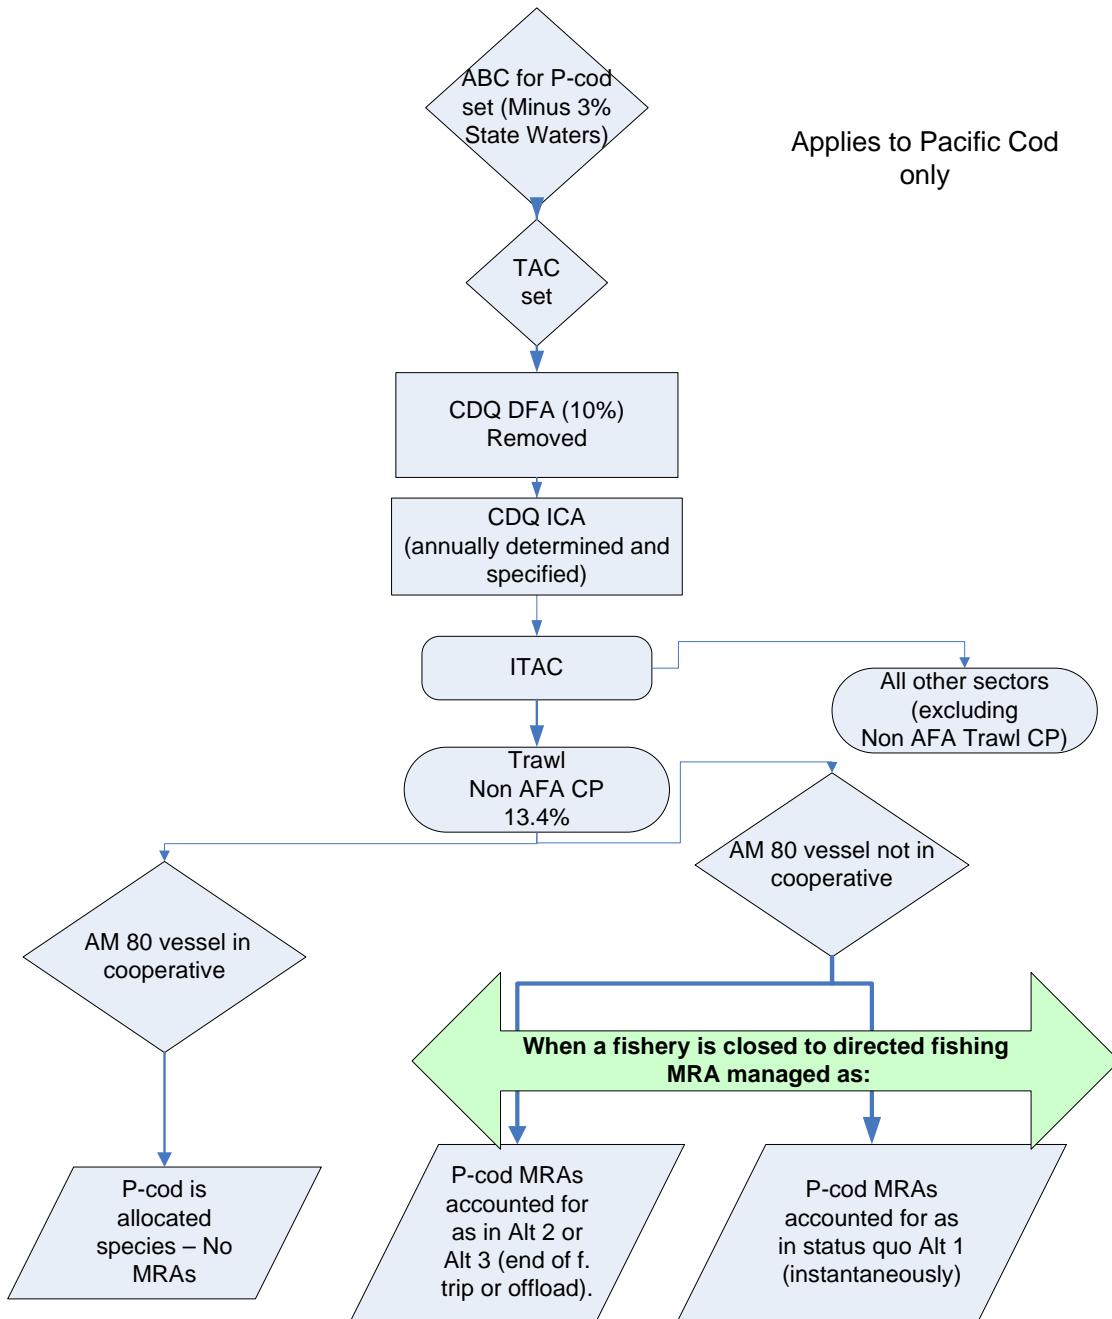 ABC for P-cod
set (Minus 3%
State Waters)
Applies to Pacific Cod
only
TAC
set
CDQ DFA (10%)
Removed
CDQ ICA
(annually determined and
specified)
ITAC
All other sectors
(excluding
Non AFA Trawl CP)
Trawl
Non AFA CP
13.4%
AM 80 vessel not in
cooperative
AM 80 vessel in
cooperative
When a fishery is closed to directed fishing
MRA managed as:
P-cod is
allocated
species – No
MRAs
P-cod MRAs
accounted for
as in Alt 2 or
Alt 3 (end of f.
trip or offload).
P-cod MRAs
accounted for as
in status quo Alt 1
(instantaneously)